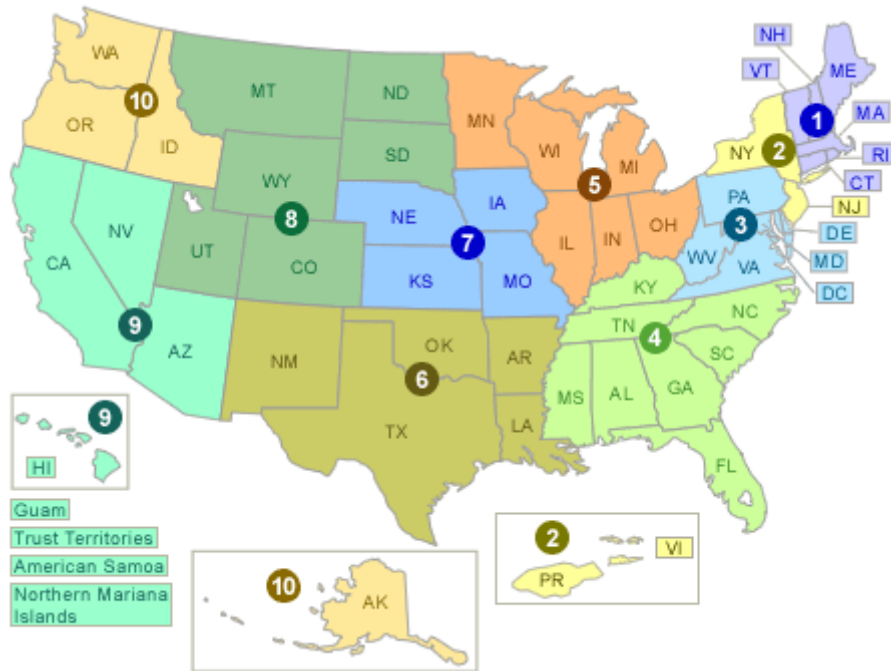 NH
WA
VT
ME
MT
ND
10
MN
1
MA
OR
ID
2
NY
WI
RI
SD
MI
CT
WY
5
PA
NJ
IA
8
NE
OH
3
NV
IL
IN
DE
UT
7
WV
CA
CO
VA
MD
KS
MO
KY
DC
NC
9
TN
4
OK
AZ
NM
AR
SC
6
MS
AL
GA
9
TX
LA
HI
FL
Guam
2
VI
Trust Territories
American Samoa
10
PR
Northern Mariana
Islands
AK